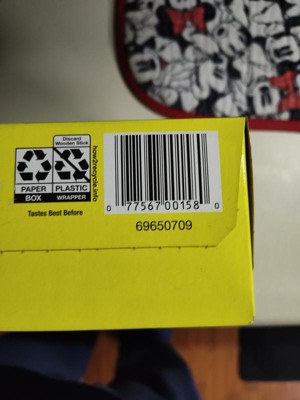 Discard
Wooden Stick
PAPER PLASTIC
BOX WRAPPER
how2recycle.info
Tastes Best Before
0 77567 00158 0
69650709